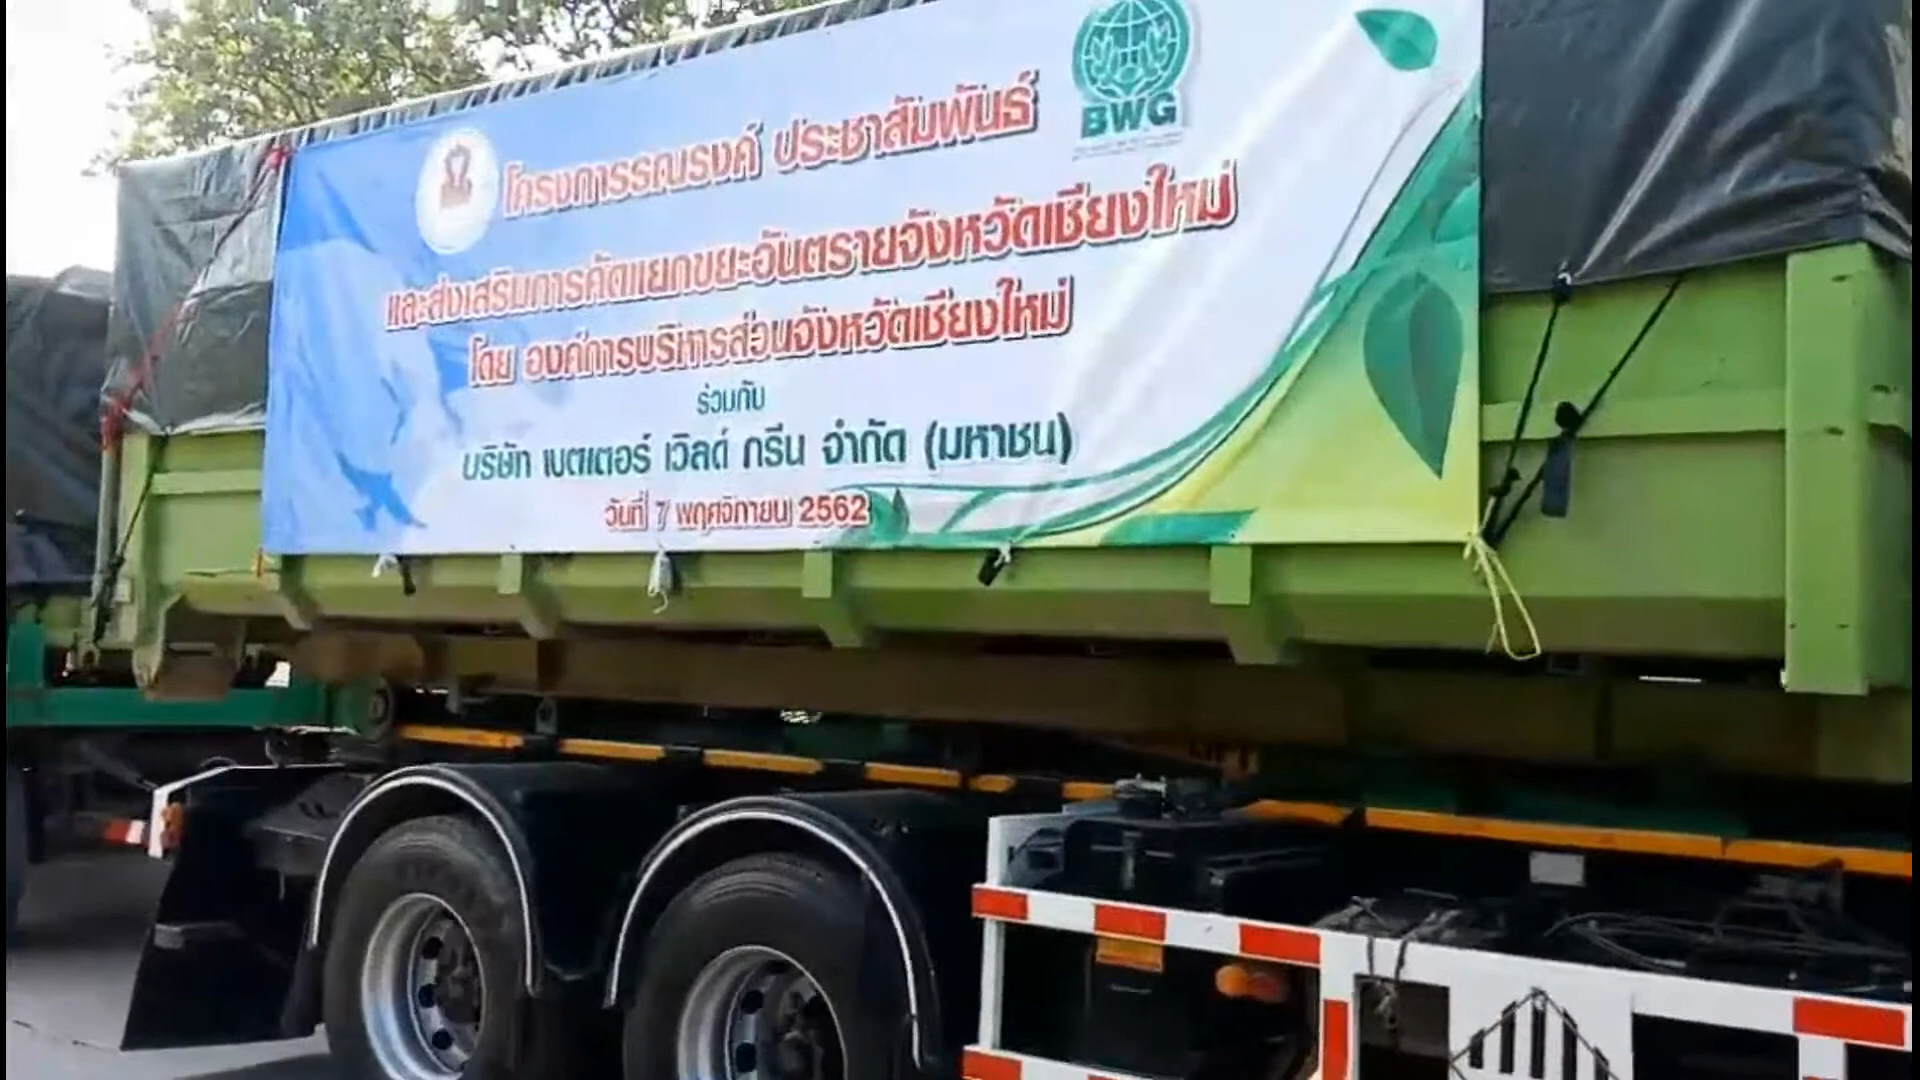 โครงการรณรงค์ ประชาสัมพันธ์
BWG
และส่งเสริมการคัดแยกขยะอันตรายจังหวัดเชียงใหม่
โดย องค์การบริหารส่วนจังหวัดเชียงใหม่
ร่วมกับ
บริษัท เบตเตอร์ เวิลด์ กรีน จำกัด (มหาชน)
วันที่ 7 พฤศจิกายน 2562